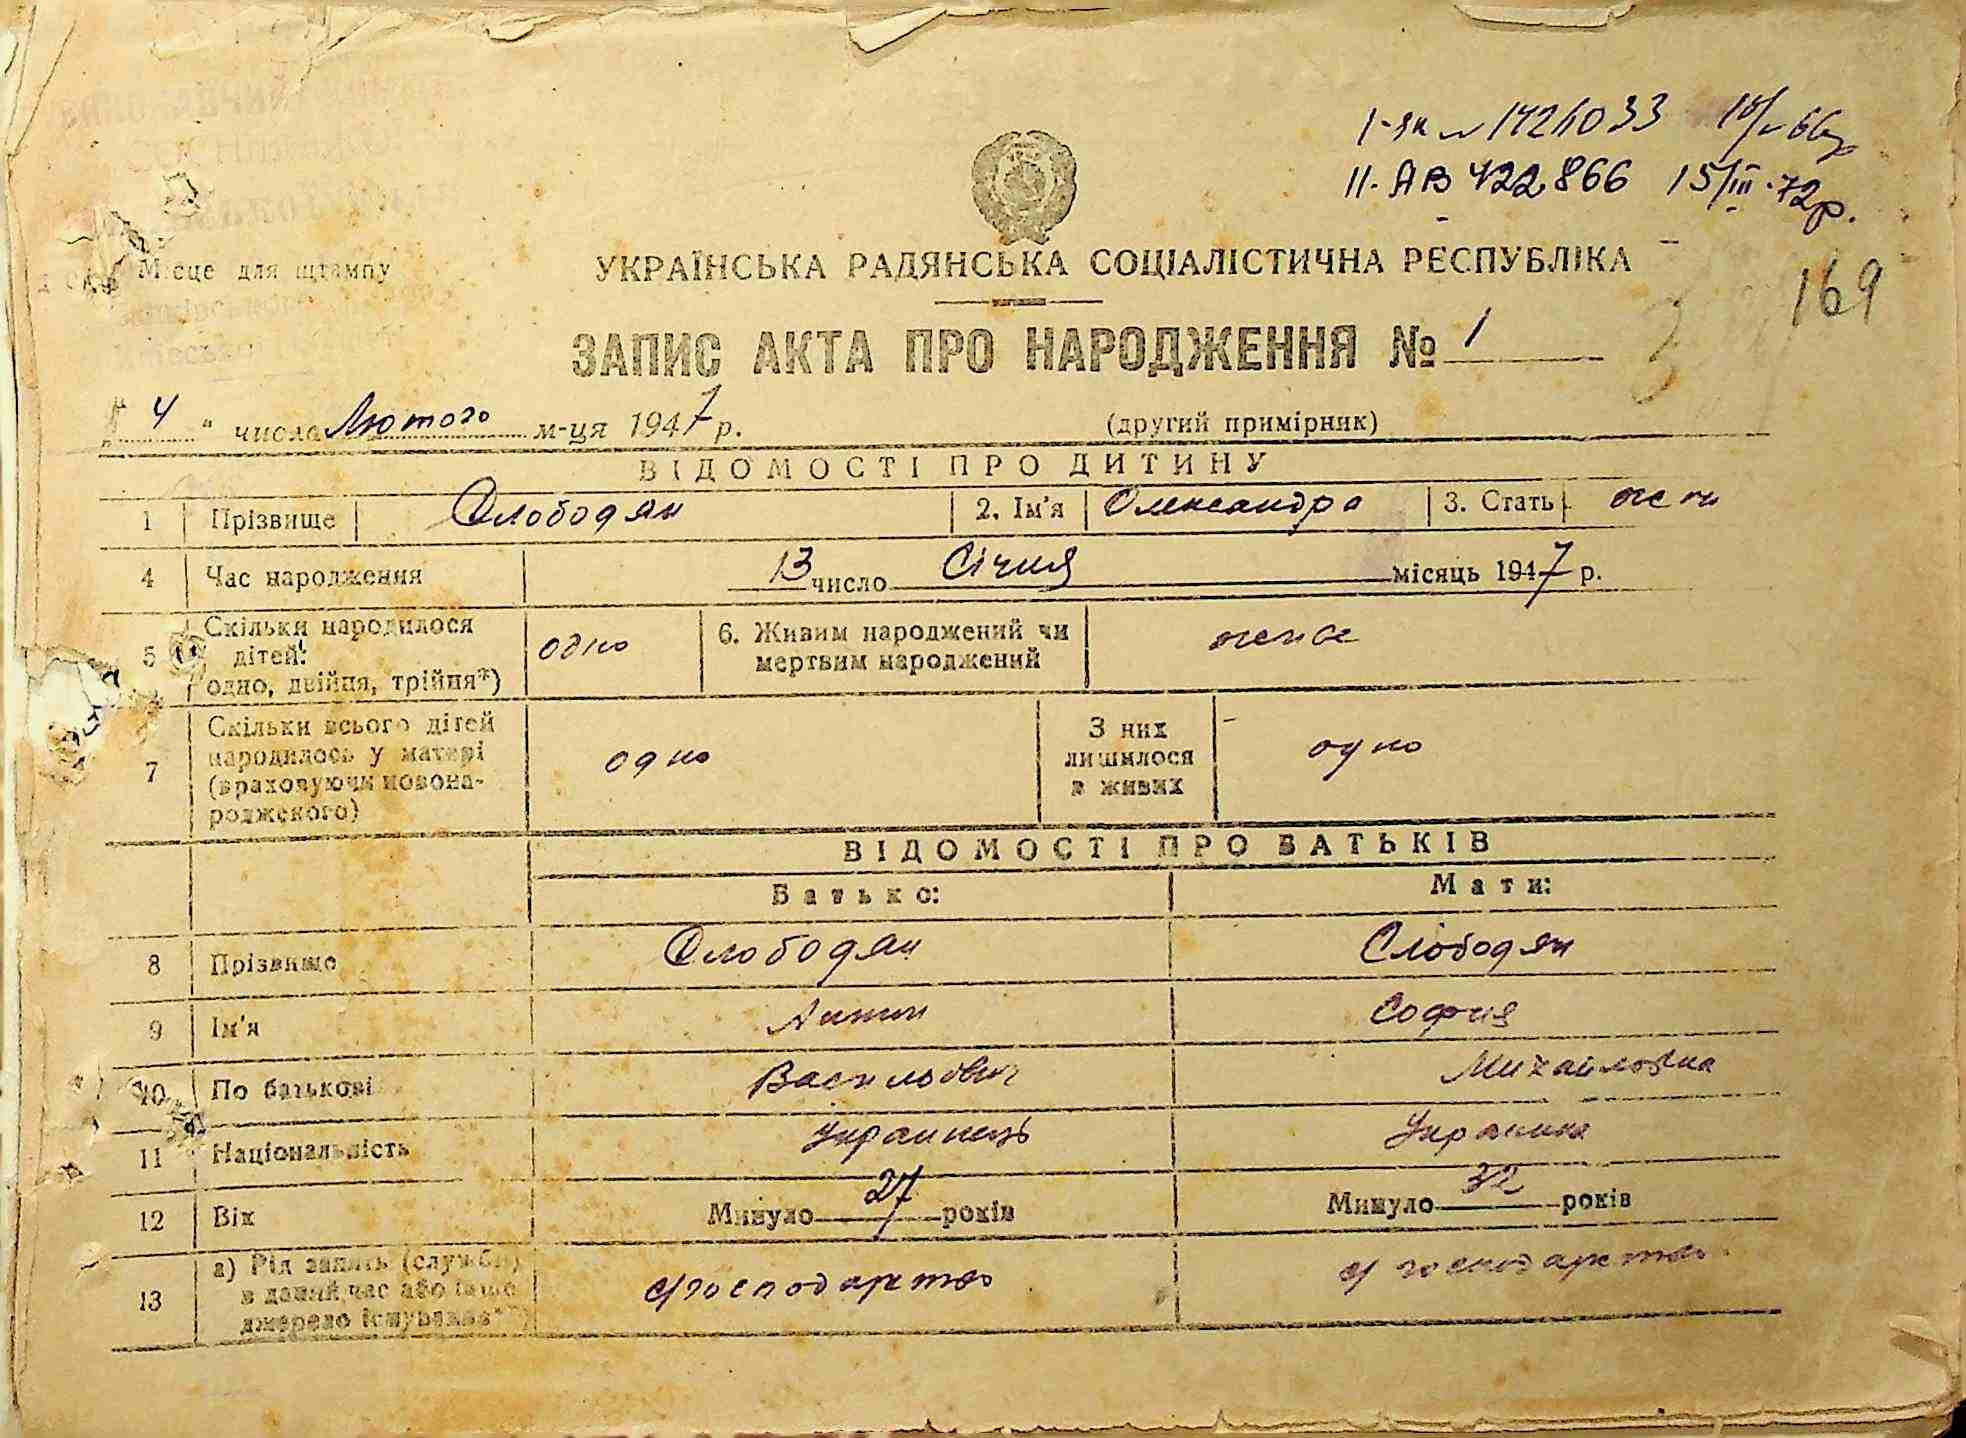 І-як № 1421033 10/V 66р
ІІ. АВ 422866 15/ІІІ-72р.
Місце для штампу
УКРАЇНСЬКА РАДЯНСЬКА СОЦІАЛІСТИЧНА РЕСПУБЛІКА
169
ЗАПИС АКТА ПРО НАРОДЖЕННЯ № 1
„ 4 " числа Лютого м-ця 1947 р. (другий примірник)
ВІДОМОСТІ ПРО ДИТИНУ
1 Прізвище Слободян 2. Ім'я Олександра 3. Стать жен
4 Час народження 13 число Січня місяць 1947 р.
5 Скільки народилося дітей: одно, двійня, трійня*) одно 6. Живим народжений чи мертвим народжений живе
7 Скільки всього дітей народилось у матері (враховуючи новонародженого) одно З них лишилося в живих одно
ВІДОМОСТІ ПРО БАТЬКІВ
Батько: Мати:
8 Прізвище Слободян Слободян
9 Ім'я Антон София
10 По батькові Васильович Михайловна
11 Національність Украинець Украинка
12 Вік Минуло 27 років Минуло 32 років
13 а) Рід занять (служби) в даний час або інше джерело існування**) с/господарство с/господарство